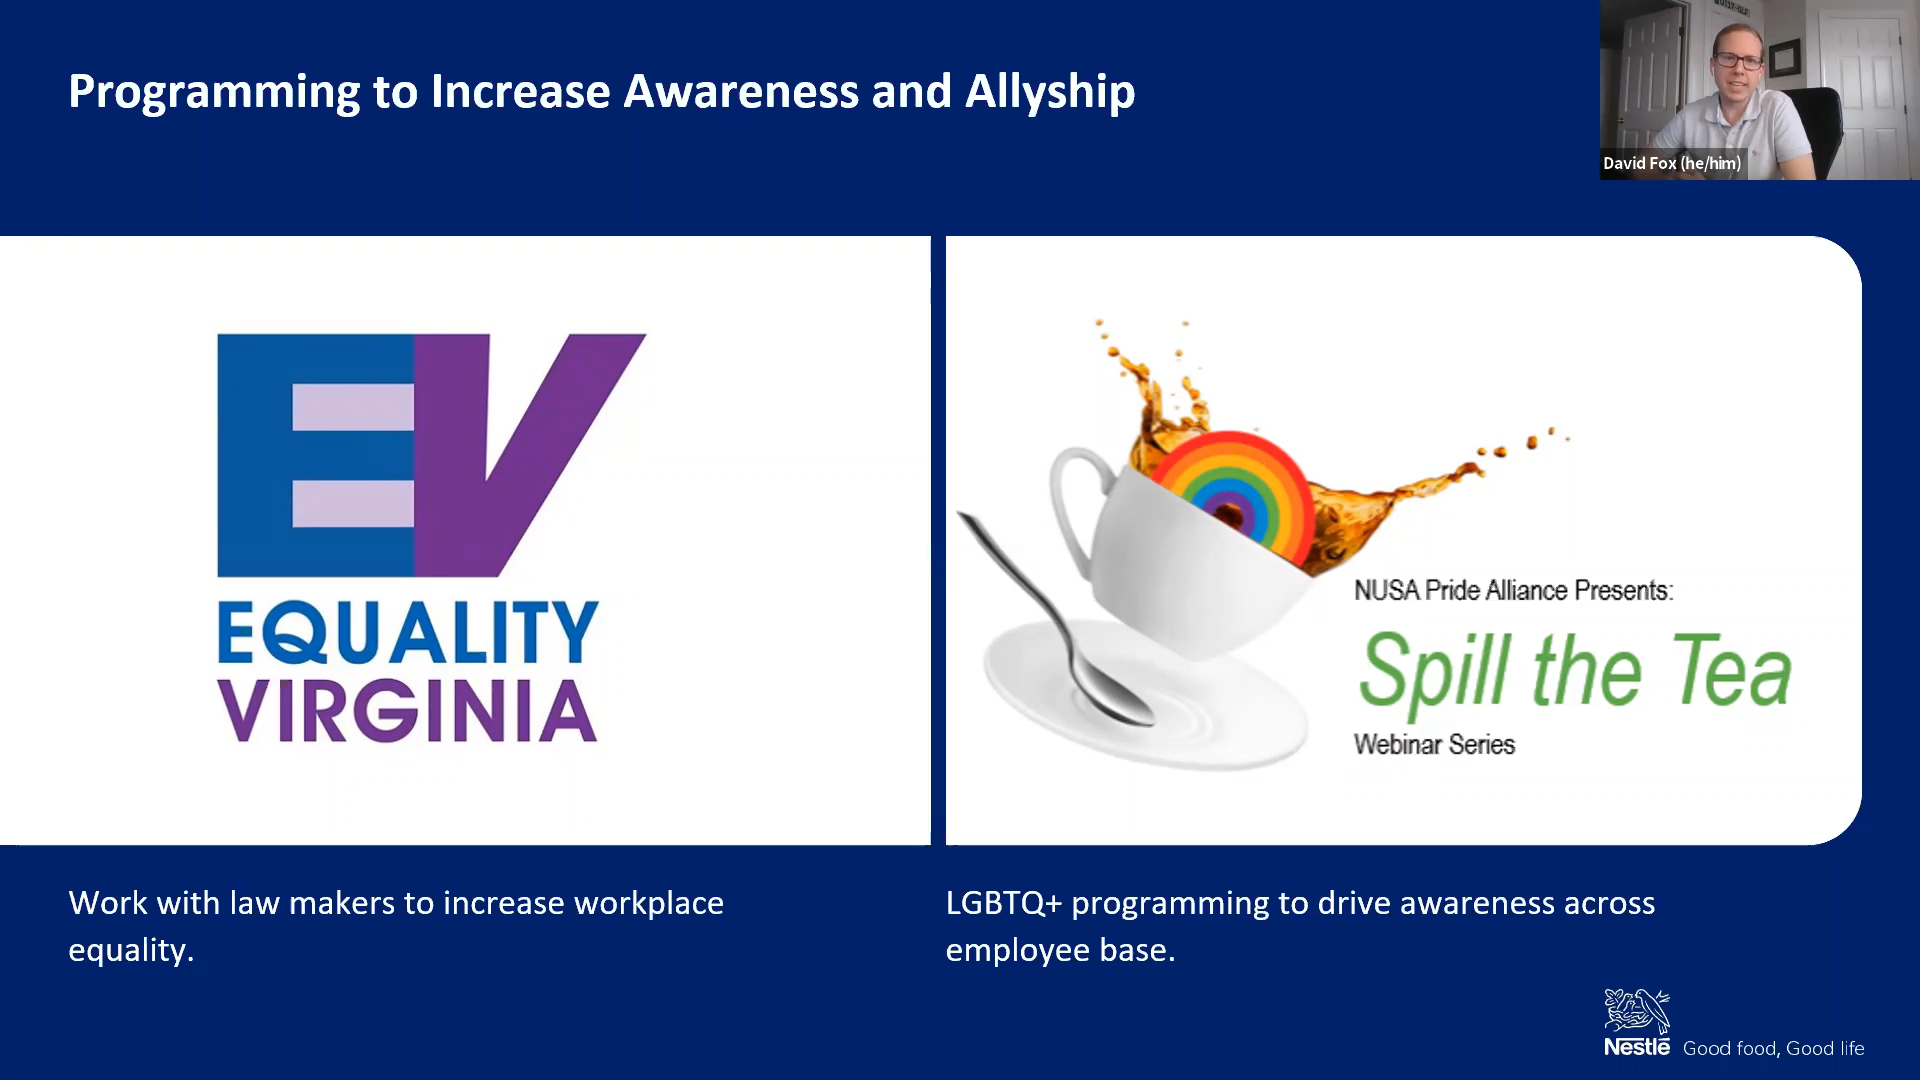 Programming to Increase Awareness and Allyship
David Fox (he/him)
EV
EQUALITY
VIRGINIA
NUSA Pride Alliance Presents:
Spill the Tea
Webinar Series
Work with law makers to increase workplace
equality.
LGBTQ+ programming to drive awareness across
employee base.
Nestlé Good food, Good life